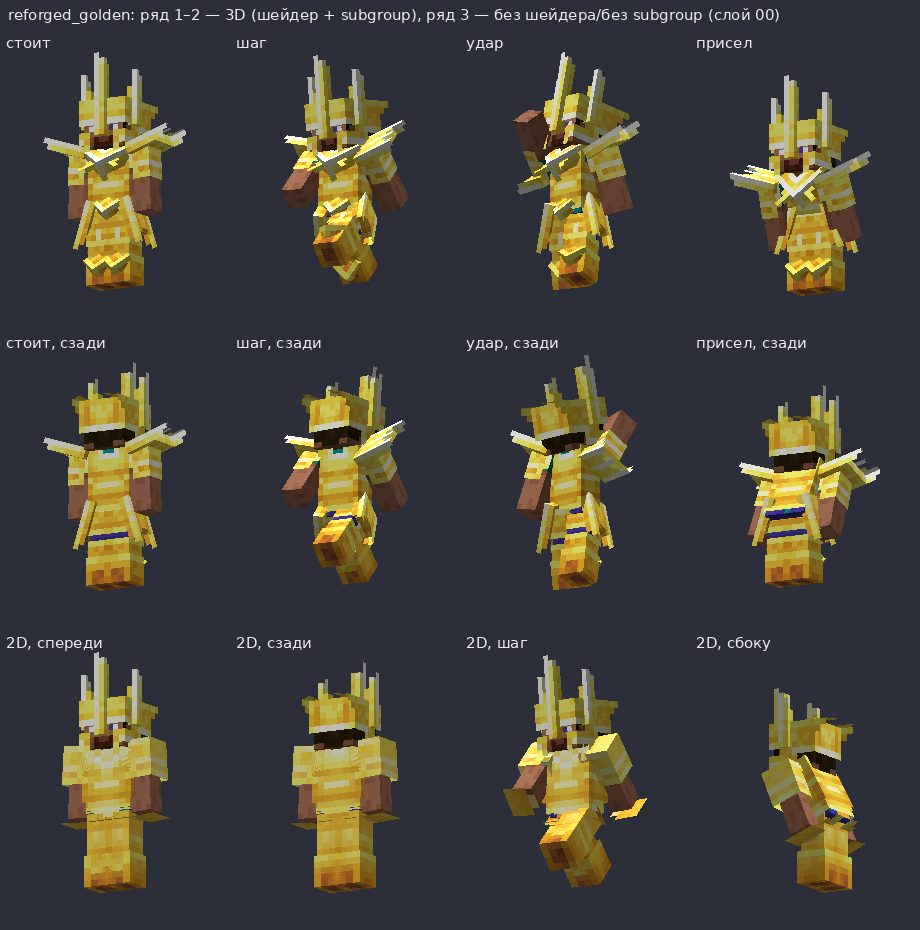 reforged_golden: ряд 1–2 — 3D (шейдер + subgroup), ряд 3 — без шейдера/без subgroup (слой 00)
стоит шаг удар присел
стоит, сзади шаг, сзади удар, сзади присел, сзади
2D, спереди 2D, сзади 2D, шаг 2D, сбоку